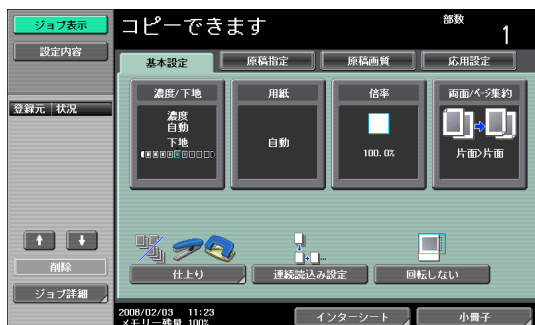 ジョブ表示
コピーできます
部数
1
設定内容
基本設定
原稿指定
原稿画質
応用設定
濃度/下地
用紙
倍率
両面/ページ集約
登録元 状況
濃度
自動
下地
自動
100.0%
片面>片面
削除
仕上り
連続読込み設定
回転しない
ジョブ詳細
2008/02/03 11:23
メモリー残量 100%
インターシート
小冊子